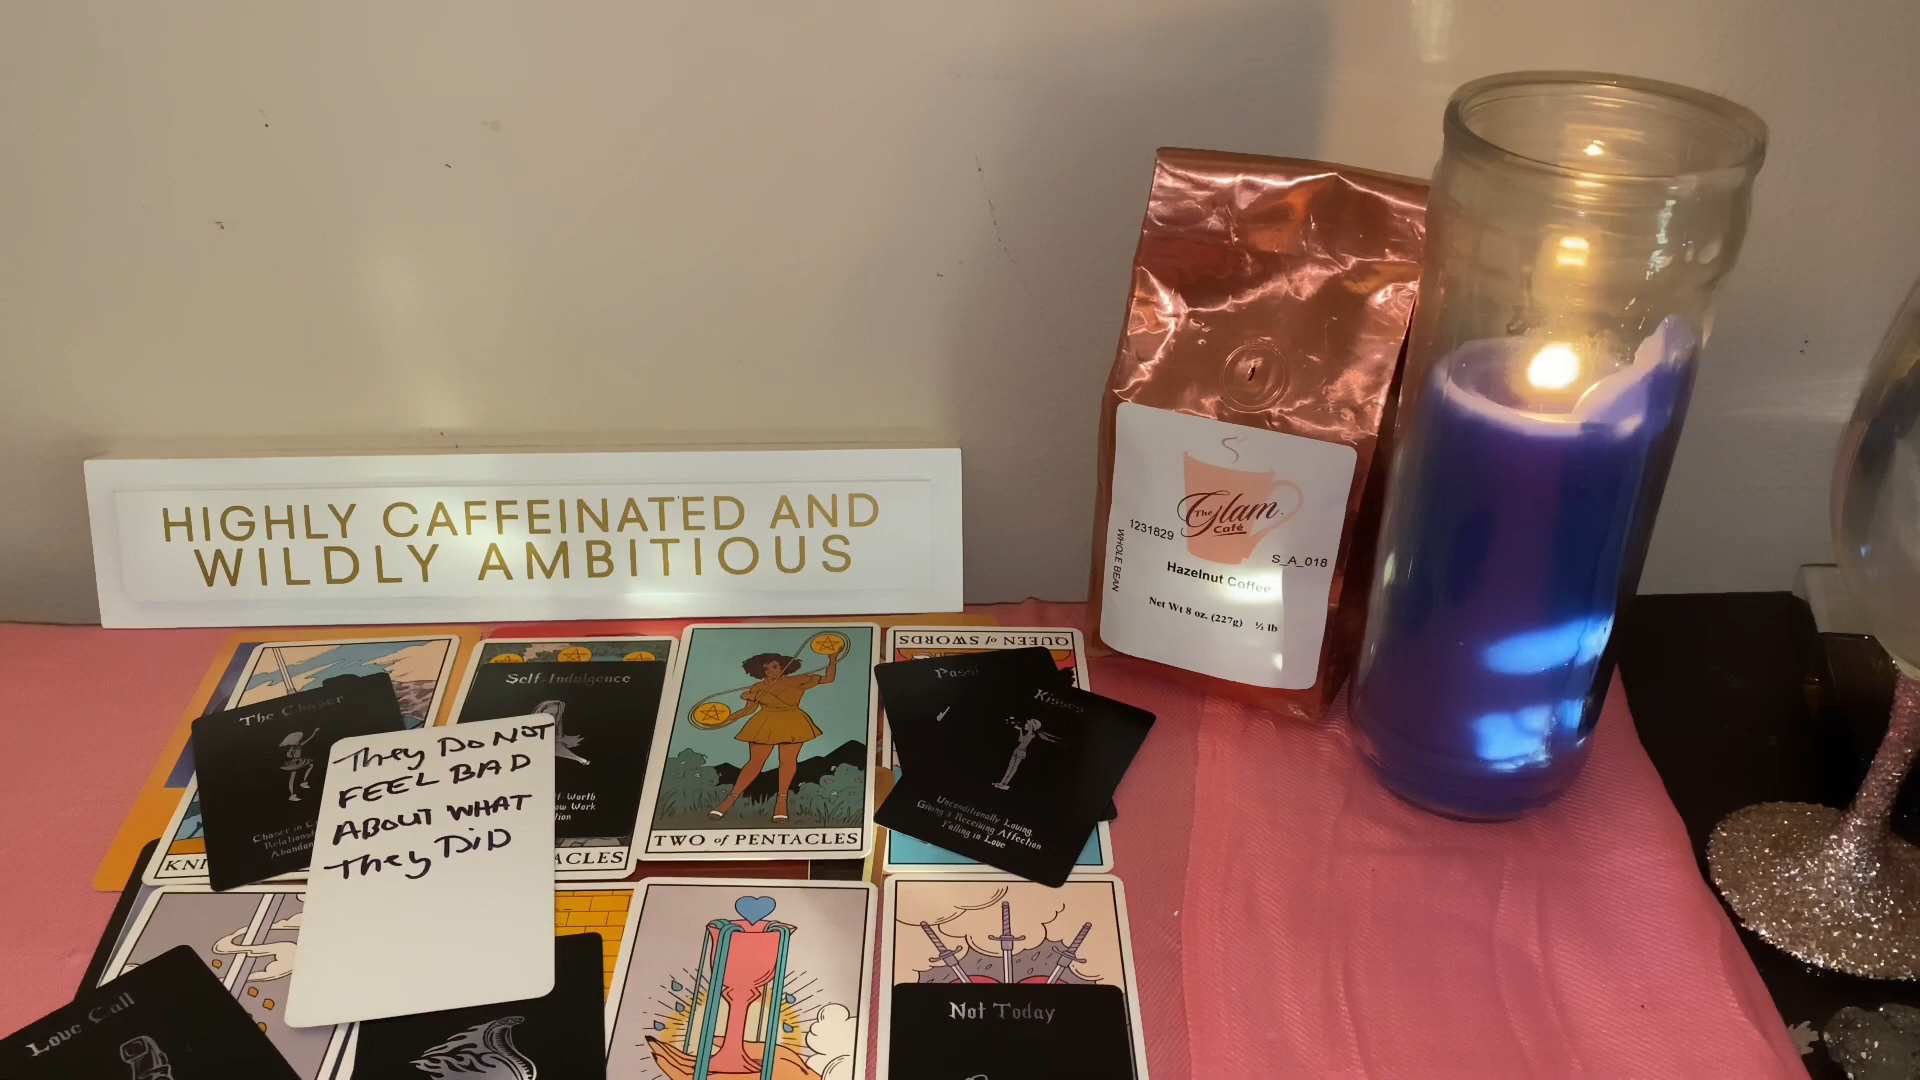 HIGHLY CAFFEINATED AND
WILDLY AMBITIOUS
The Glam
Café
1231829
S_A_018
WHOLE BEAN
Hazelnut Coffee
Net Wt 8 oz. (227g) ½ lb
QUEEN of SWORDS
The Chaser
Self-Indulgence
TWO of PENTACLES
Kisses
Unconditionally Loving,
Giving & Receiving Affection
Falling in Love
They DO NOT
FEEL BAD
ABOUT WHAT
They DiD
Love Call
Not Today